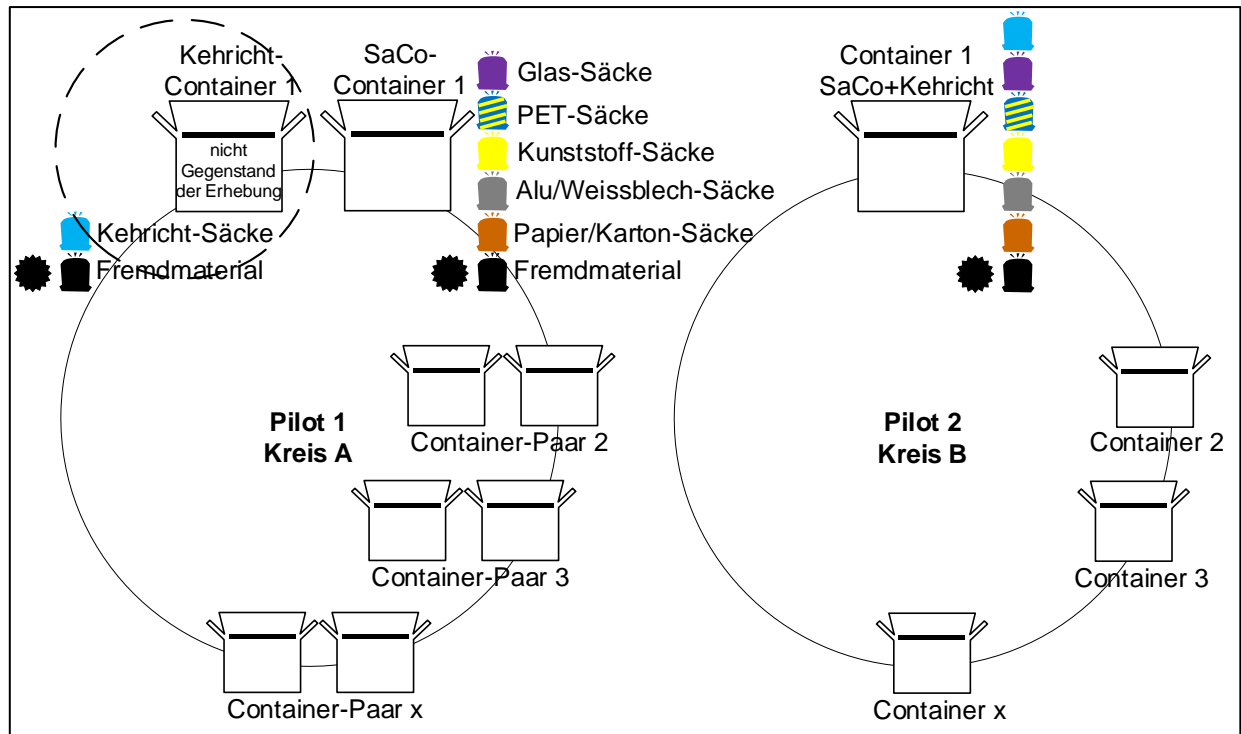 Kehricht-
Container 1
nicht
Gegenstand
der Erhebung
Kehricht-Säcke
Fremdmaterial
SaCo-
Container 1
Glas-Säcke
PET-Säcke
Kunststoff-Säcke
Alu/Weissblech-Säcke
Papier/Karton-Säcke
Fremdmaterial
Pilot 1
Kreis A
Container-Paar 2
Container-Paar 3
Container-Paar x
Container 1
SaCo+Kehricht
Pilot 2
Kreis B
Container 2
Container 3
Container x